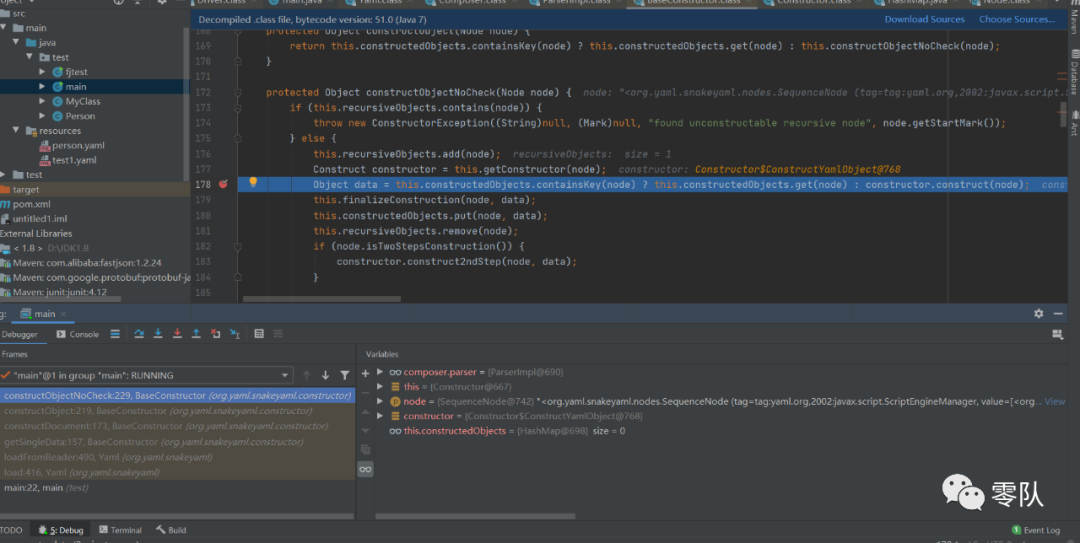 Driver.class
main.java
Yaml.class
Composer.class
ParserImpl.class
BaseConstructor.class
Constructor.class
HashMap.java
Node.class
src
main
java
test
fjtest
main
MyClass
Person
resources
person.yaml
test1.yaml
test
target
pom.xml
untitled1.iml
External Libraries
< 1.8 > D:\JDK1.8
Maven: com.alibaba:fastjson:1.2.24
Maven: com.google.protobuf:protobuf-ja
Maven: junit:junit:4.12
Decompiled .class file, bytecode version: 51.0 (Java 7)
Download Sources Choose Sources...
168 protected Object constructObject(Node node) {
169 return this.constructedObjects.containsKey(node) ? this.constructedObjects.get(node) : this.constructObjectNoCheck(node);
170 }
171
172 protected Object constructObjectNoCheck(Node node) { node: "<org.yaml.snakeyaml.nodes.SequenceNode (tag=tag:yaml.org,2002:javax.script.S
173 if (this.recursiveObjects.contains(node)) {
174 throw new ConstructorException((String)null, (Mark)null, "found unconstructable recursive node", node.getStartMark());
175 } else {
176 this.recursiveObjects.add(node); recursiveObjects: size = 1
177 Construct constructor = this.getConstructor(node); constructor: Constructor$ConstructYamlObject@768
178 Object data = this.constructedObjects.containsKey(node) ? this.constructedObjects.get(node) : constructor.construct(node); const
179 this.finalizeConstruction(node, data);
180 this.constructedObjects.put(node, data);
181 this.recursiveObjects.remove(node);
182 if (node.isTwoStepsConstruction()) {
183 constructor.construct2ndStep(node, data);
184 }
185
Maven
Database
Ant
g: main ×
Debugger Console
Frames
"main"@1 in group "main": RUNNING
constructObjectNoCheck:229, BaseConstructor (org.yaml.snakeyaml.constructor)
constructObject:219, BaseConstructor (org.yaml.snakeyaml.constructor)
constructDocument:173, BaseConstructor (org.yaml.snakeyaml.constructor)
getSingleData:157, BaseConstructor (org.yaml.snakeyaml.constructor)
loadFromReader:490, Yaml (org.yaml.snakeyaml)
load:416, Yaml (org.yaml.snakeyaml)
main:22, main (test)
Variables
composer.parser = {ParserImpl@690}
this = {Constructor@667}
node = {SequenceNode@742} "<org.yaml.snakeyaml.nodes.SequenceNode (tag=tag:yaml.org,2002:javax.script.ScriptEngineManager, value=[<org... View
constructor = {Constructor$ConstructYamlObject@768}
this.constructedObjects = {HashMap@698} size = 0
零队
TODO 5: Debug Terminal Build
1 Event Log